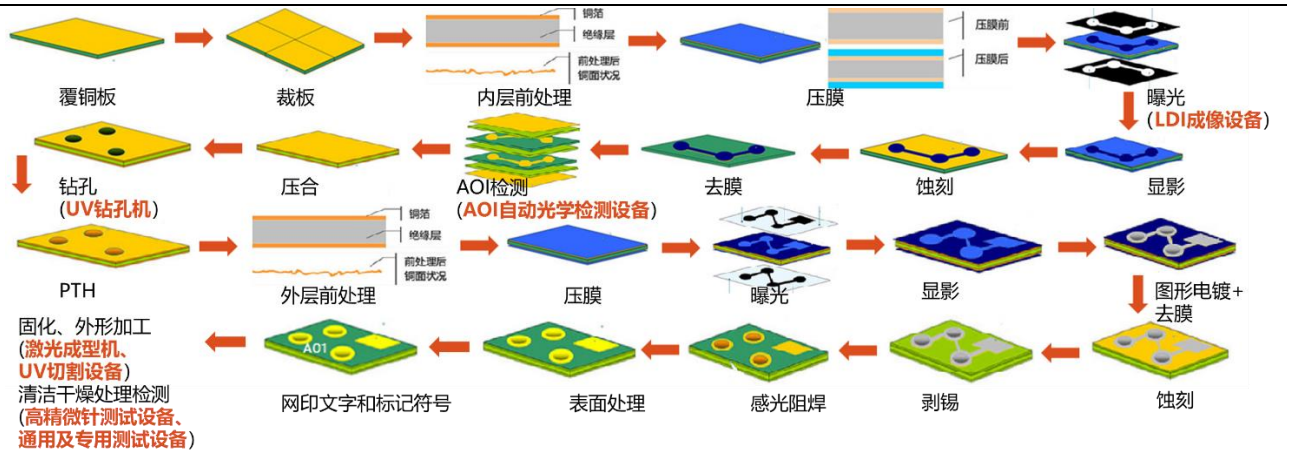 铜箔
绝缘层
前处理后
铜面状况
压膜前
压膜后
覆铜板
裁板
内层前处理
压膜
曝光
(LDI成像设备)
钻孔
(UV钻孔机)
压合
AOI检测
(AOI自动光学检测设备)
去膜
蚀刻
显影
铜箔
绝缘层
前处理后
铜面状况
PTH
外层前处理
压膜
曝光
显影
图形电镀+
去膜
固化、外形加工
(激光成型机、
UV切割设备)
清洁干燥处理检测
(高精微针测试设备、
通用及专用测试设备)
A01
网印文字和标记符号
表面处理
感光阻焊
剥锡
蚀刻